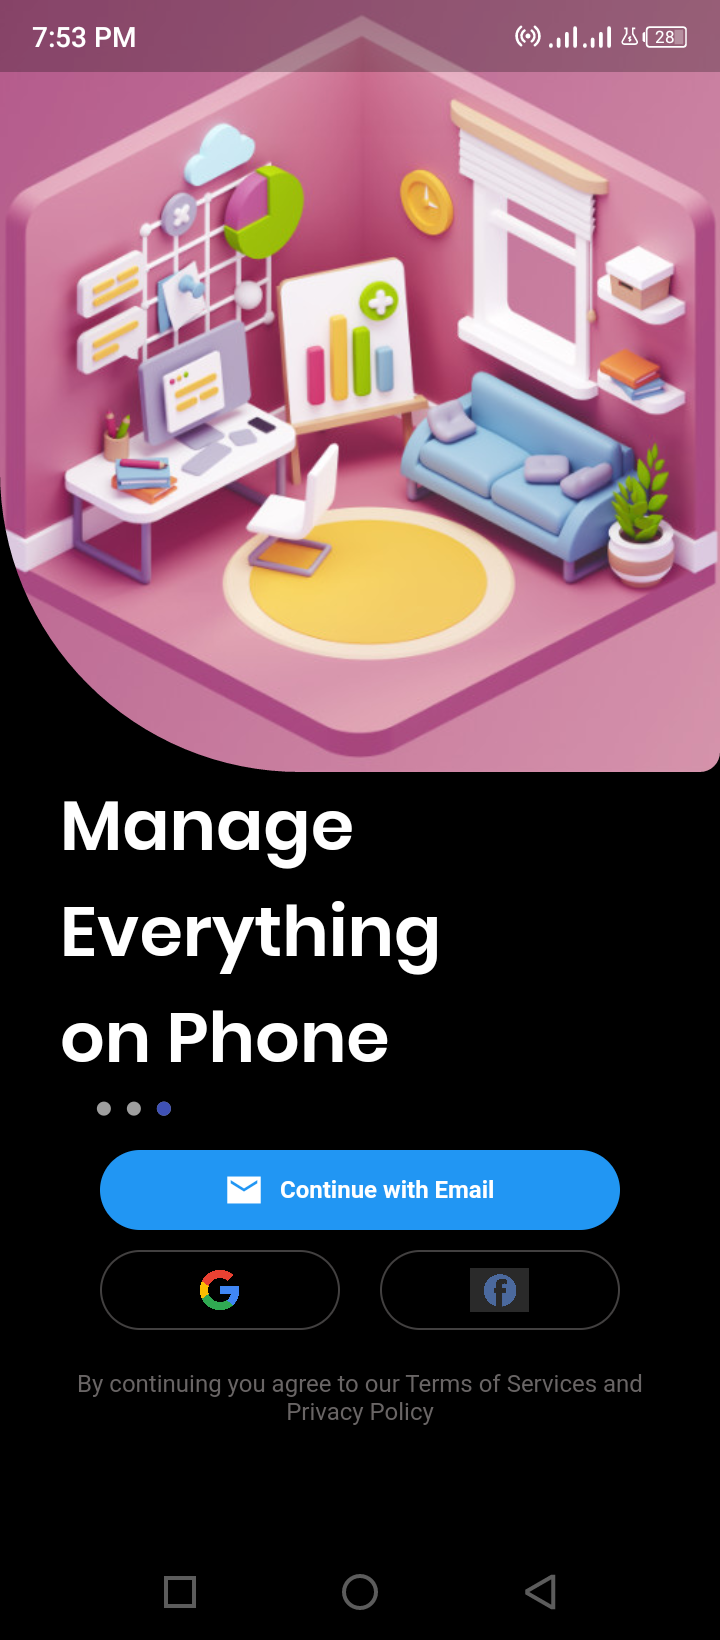 7:53 PM
28
Manage
Everything
on Phone
Continue with Email
By continuing you agree to our Terms of Services and
Privacy Policy